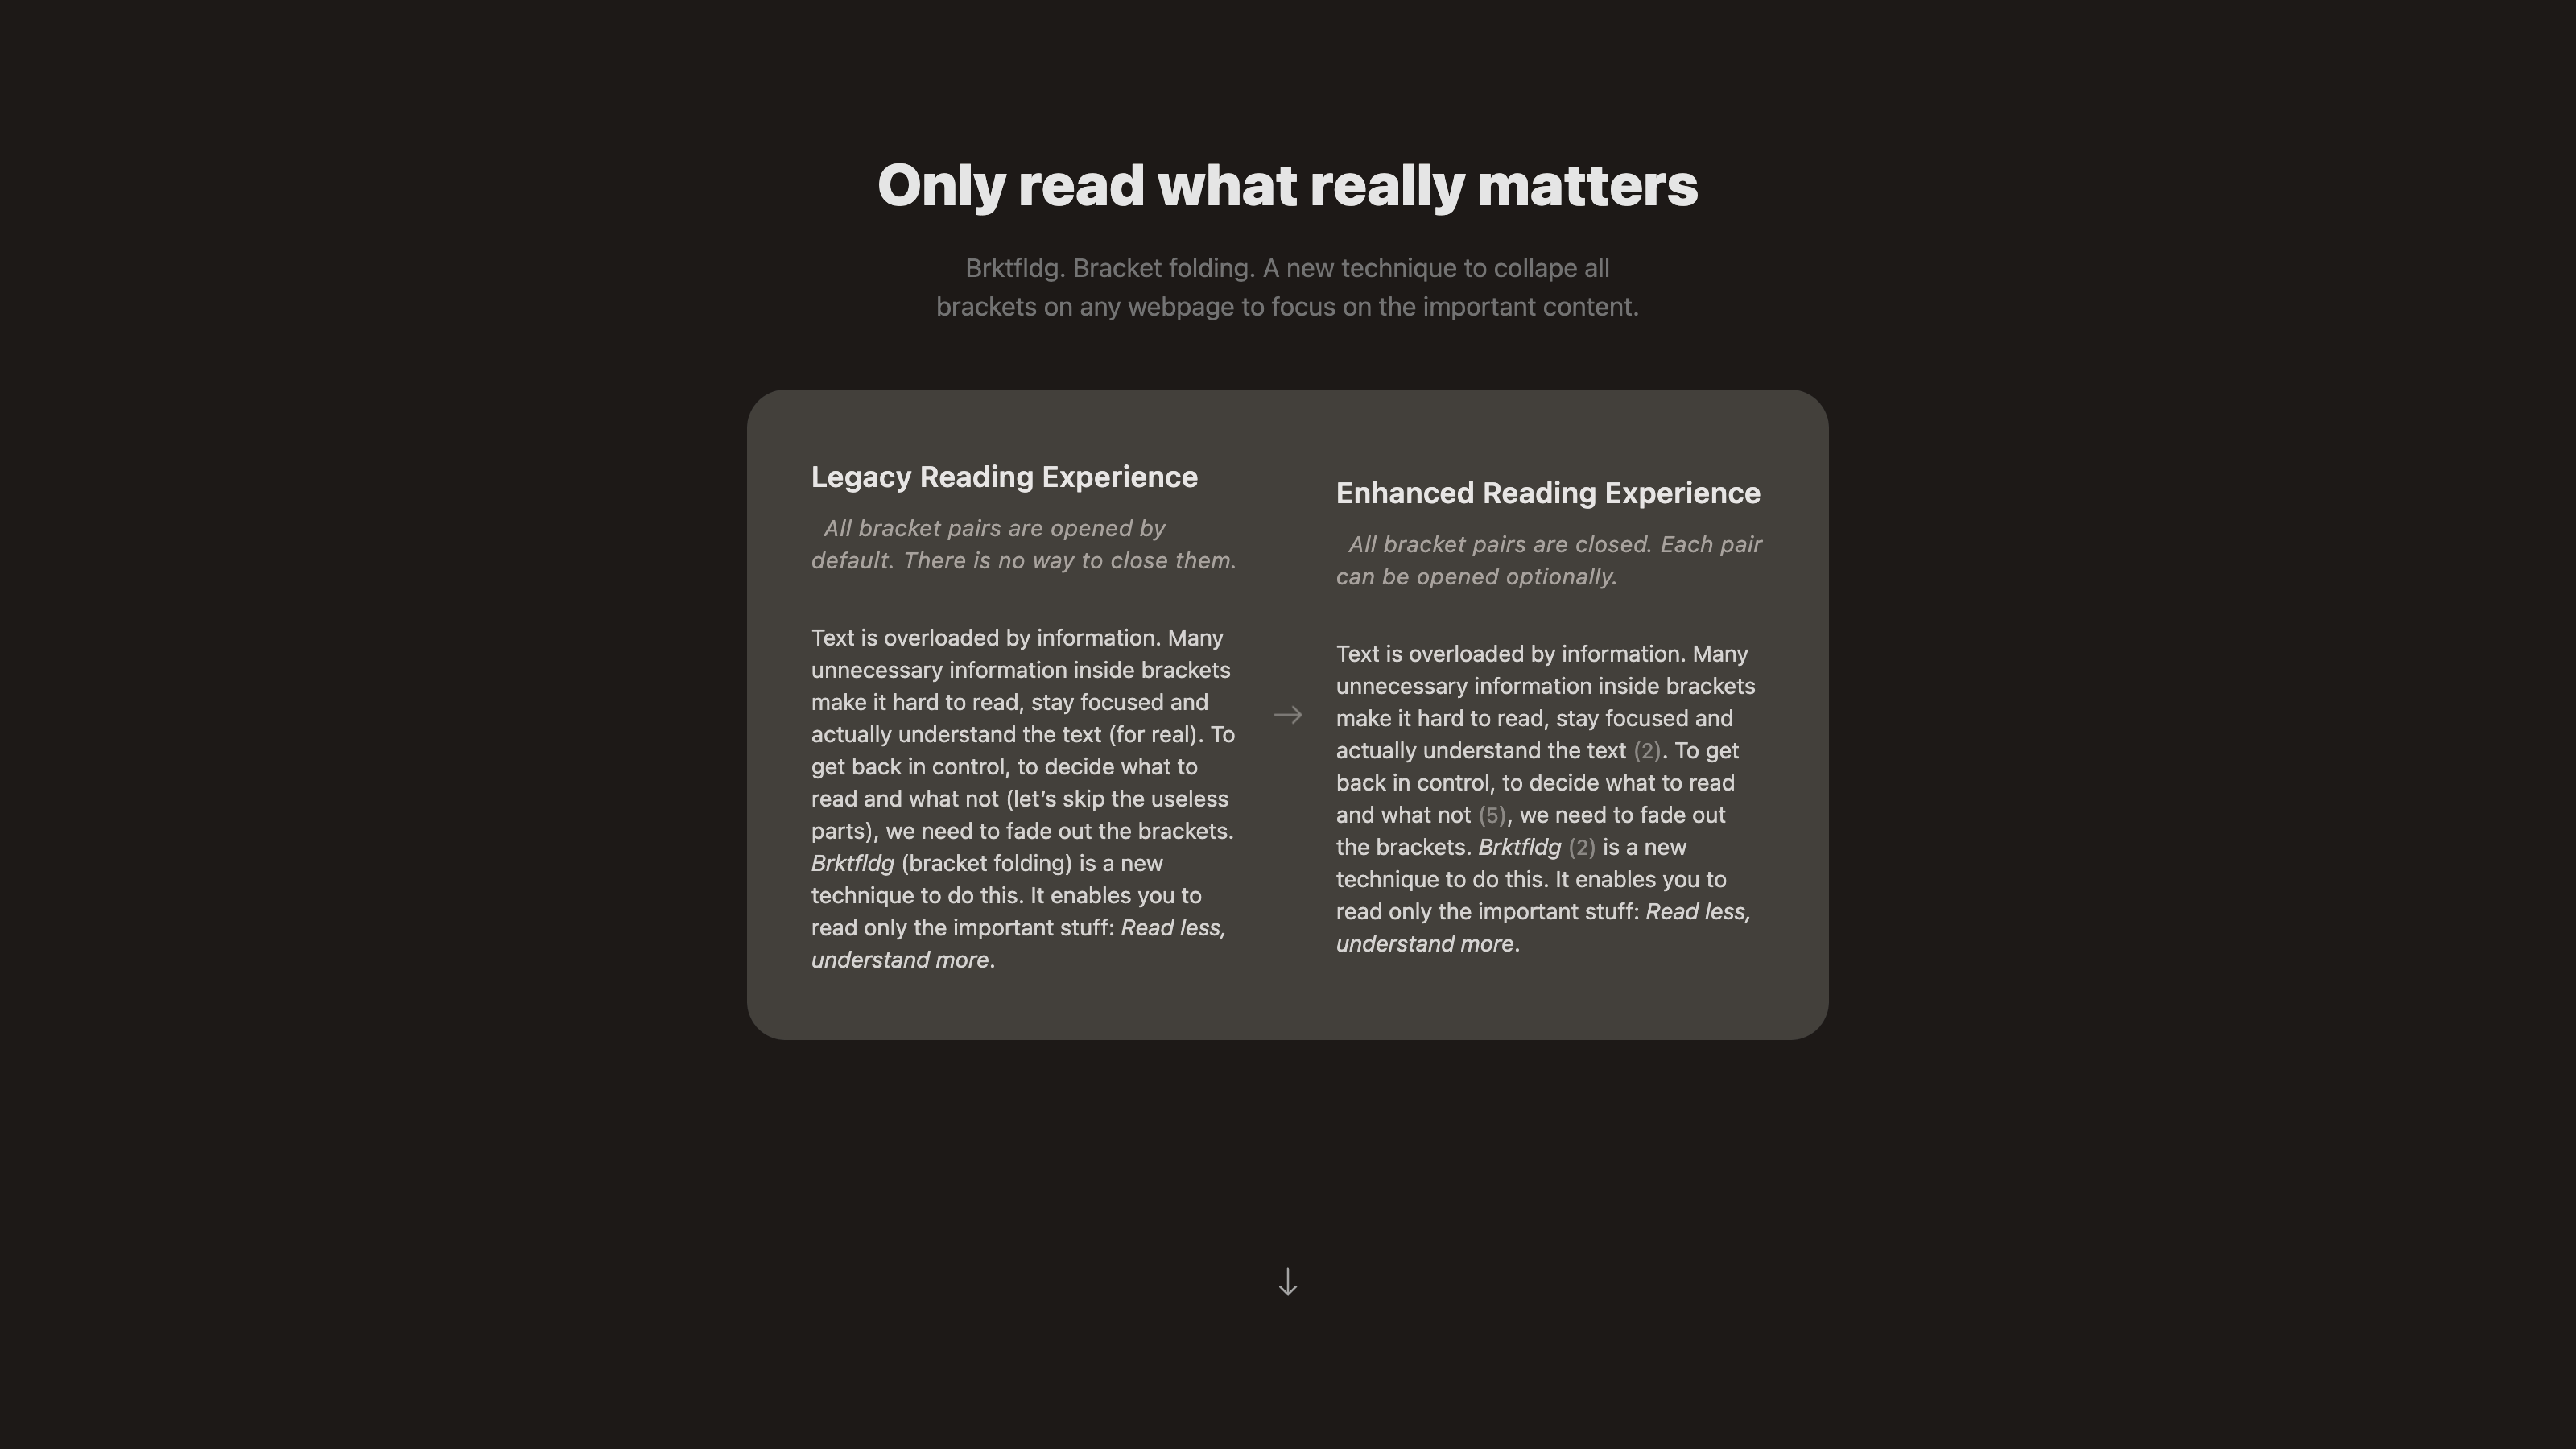 Only read what really matters
Brktfldg. Bracket folding. A new technique to collape all
brackets on any webpage to focus on the important content.
Legacy Reading Experience
All bracket pairs are opened by
default. There is no way to close them.
Text is overloaded by information. Many
unnecessary information inside brackets
make it hard to read, stay focused and
actually understand the text (for real). To
get back in control, to decide what to
read and what not (let’s skip the useless
parts), we need to fade out the brackets.
Brktfldg (bracket folding) is a new
technique to do this. It enables you to
read only the important stuff: Read less,
understand more.
→
Enhanced Reading Experience
All bracket pairs are closed. Each pair
can be opened optionally.
Text is overloaded by information. Many
unnecessary information inside brackets
make it hard to read, stay focused and
actually understand the text (2). To get
back in control, to decide what to read
and what not (5), we need to fade out
the brackets. Brktfldg (2) is a new
technique to do this. It enables you to
read only the important stuff: Read less,
understand more.
↓